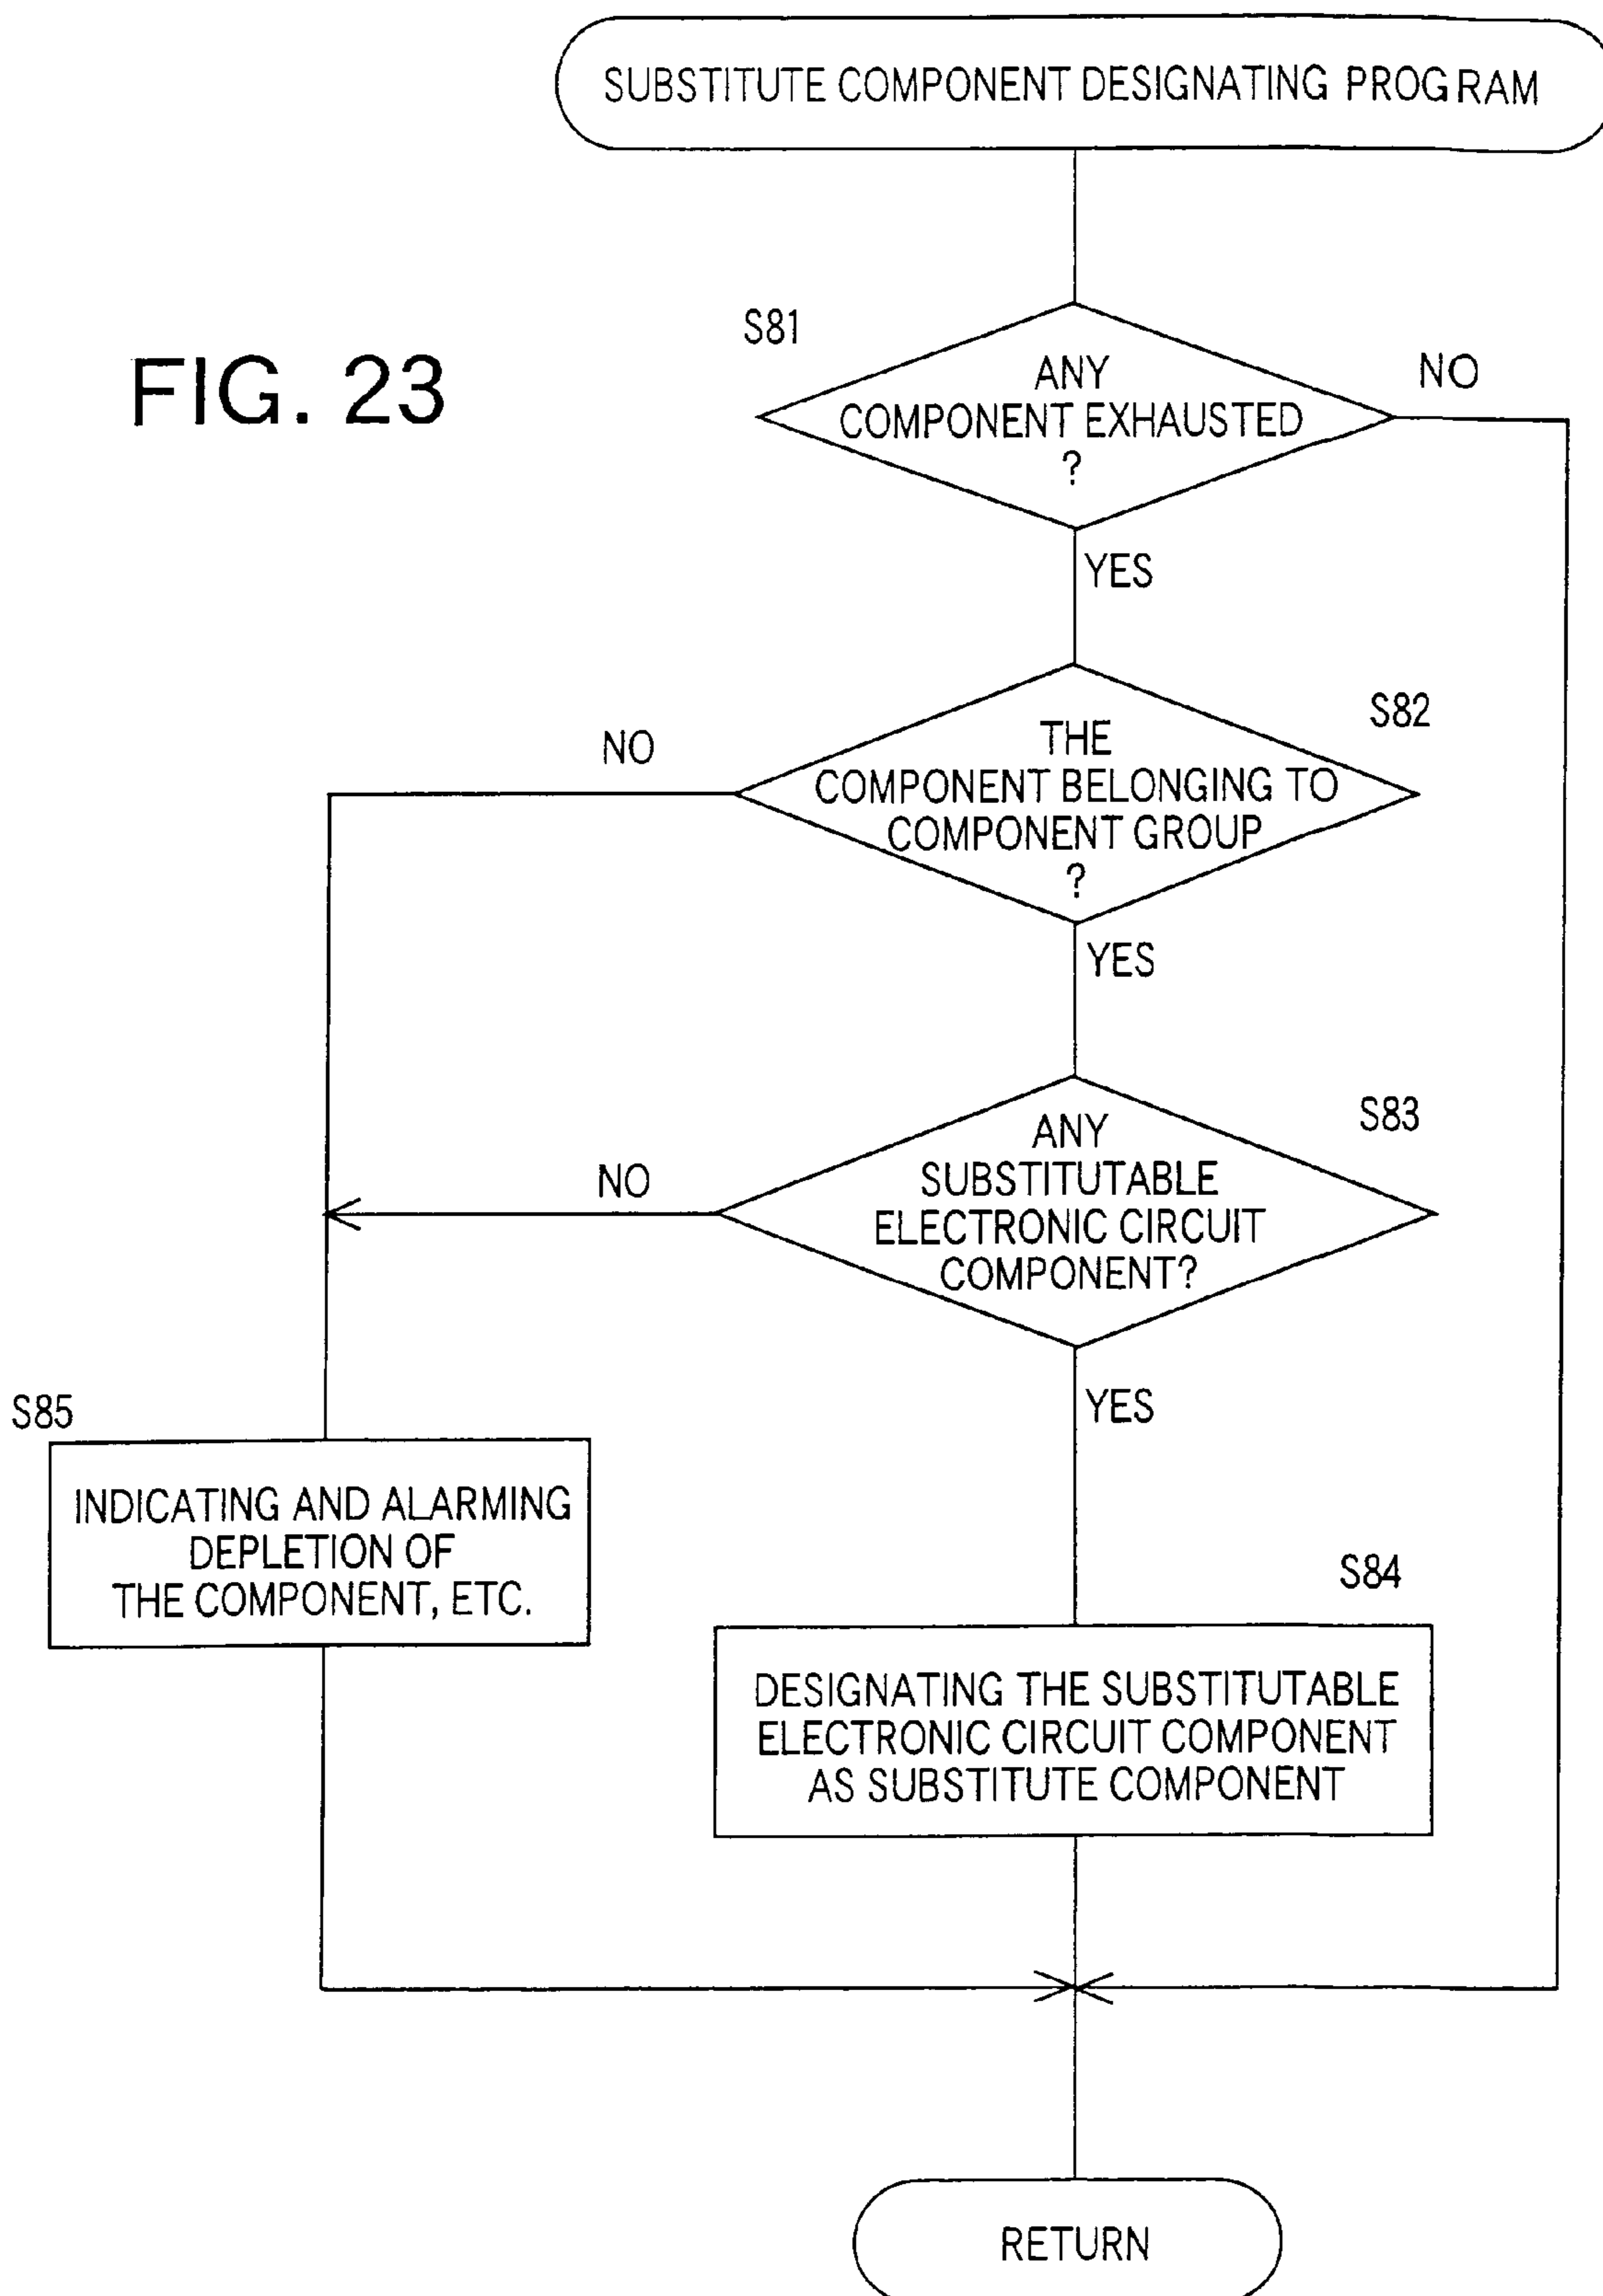 SUBSTITUTE COMPONENT DESIGNATING PROGRAM
FIG. 23
S81
ANY
COMPONENT EXHAUSTED
?
NO
YES
S82
THE
COMPONENT BELONGING TO
COMPONENT GROUP
?
NO
YES
S83
ANY
SUBSTITUTABLE
ELECTRONIC CIRCUIT
COMPONENT?
NO
YES
S85
INDICATING AND ALARMING
DEPLETION OF
THE COMPONENT, ETC.
S84
DESIGNATING THE SUBSTITUTABLE
ELECTRONIC CIRCUIT COMPONENT
AS SUBSTITUTE COMPONENT
RETURN